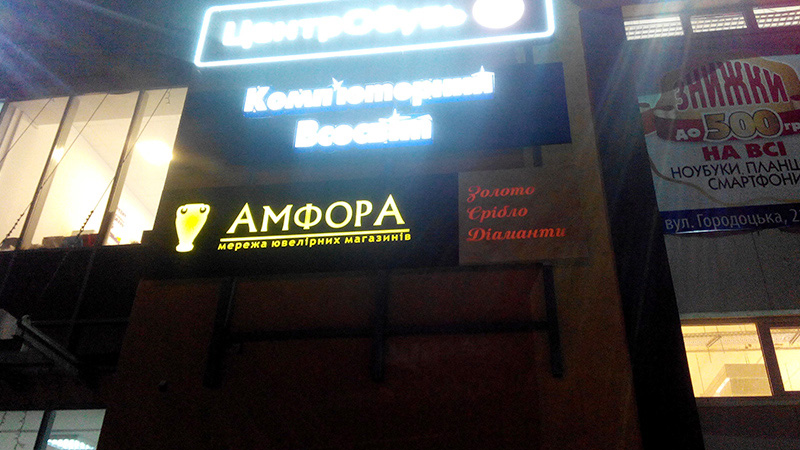 ЦентрОбувь
Комп'ютерний
Всесвіт
АМФОРА
мережа ювелірних магазинів
Золото
Срібло
Діаманти
ЗНИЖКИ
ДО 500
НА ВСІ
НОУБУКИ, ПЛАНШ
СМАРТФОНИ
вул. Городоцька, 2